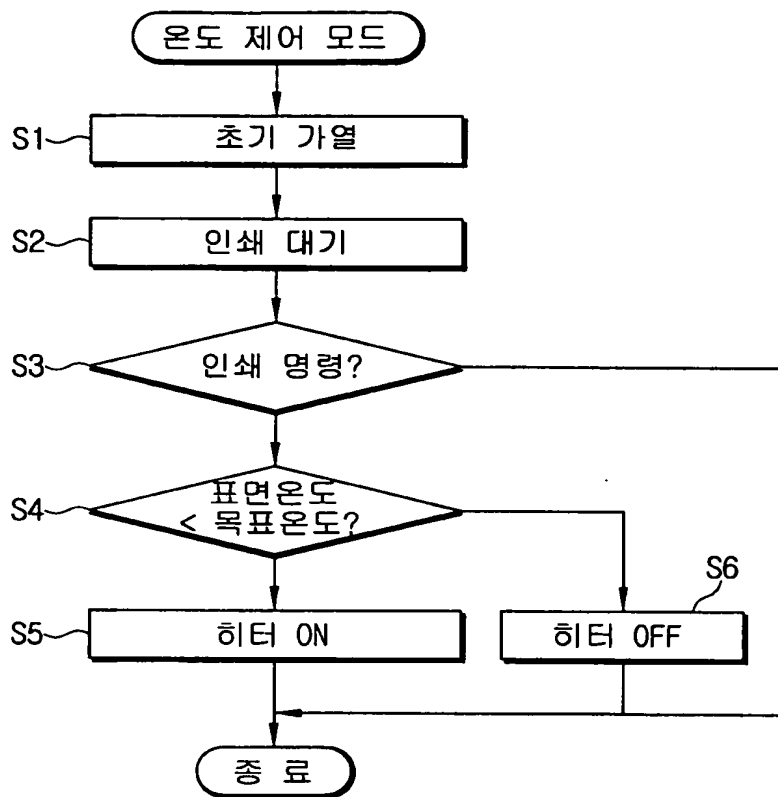 온도 제어 모드
S1
초기 가열
S2
인쇄 대기
S3
인쇄 명령?
S4
표면온도
< 목표온도?
S5
히터 ON
S6
히터 OFF
종료